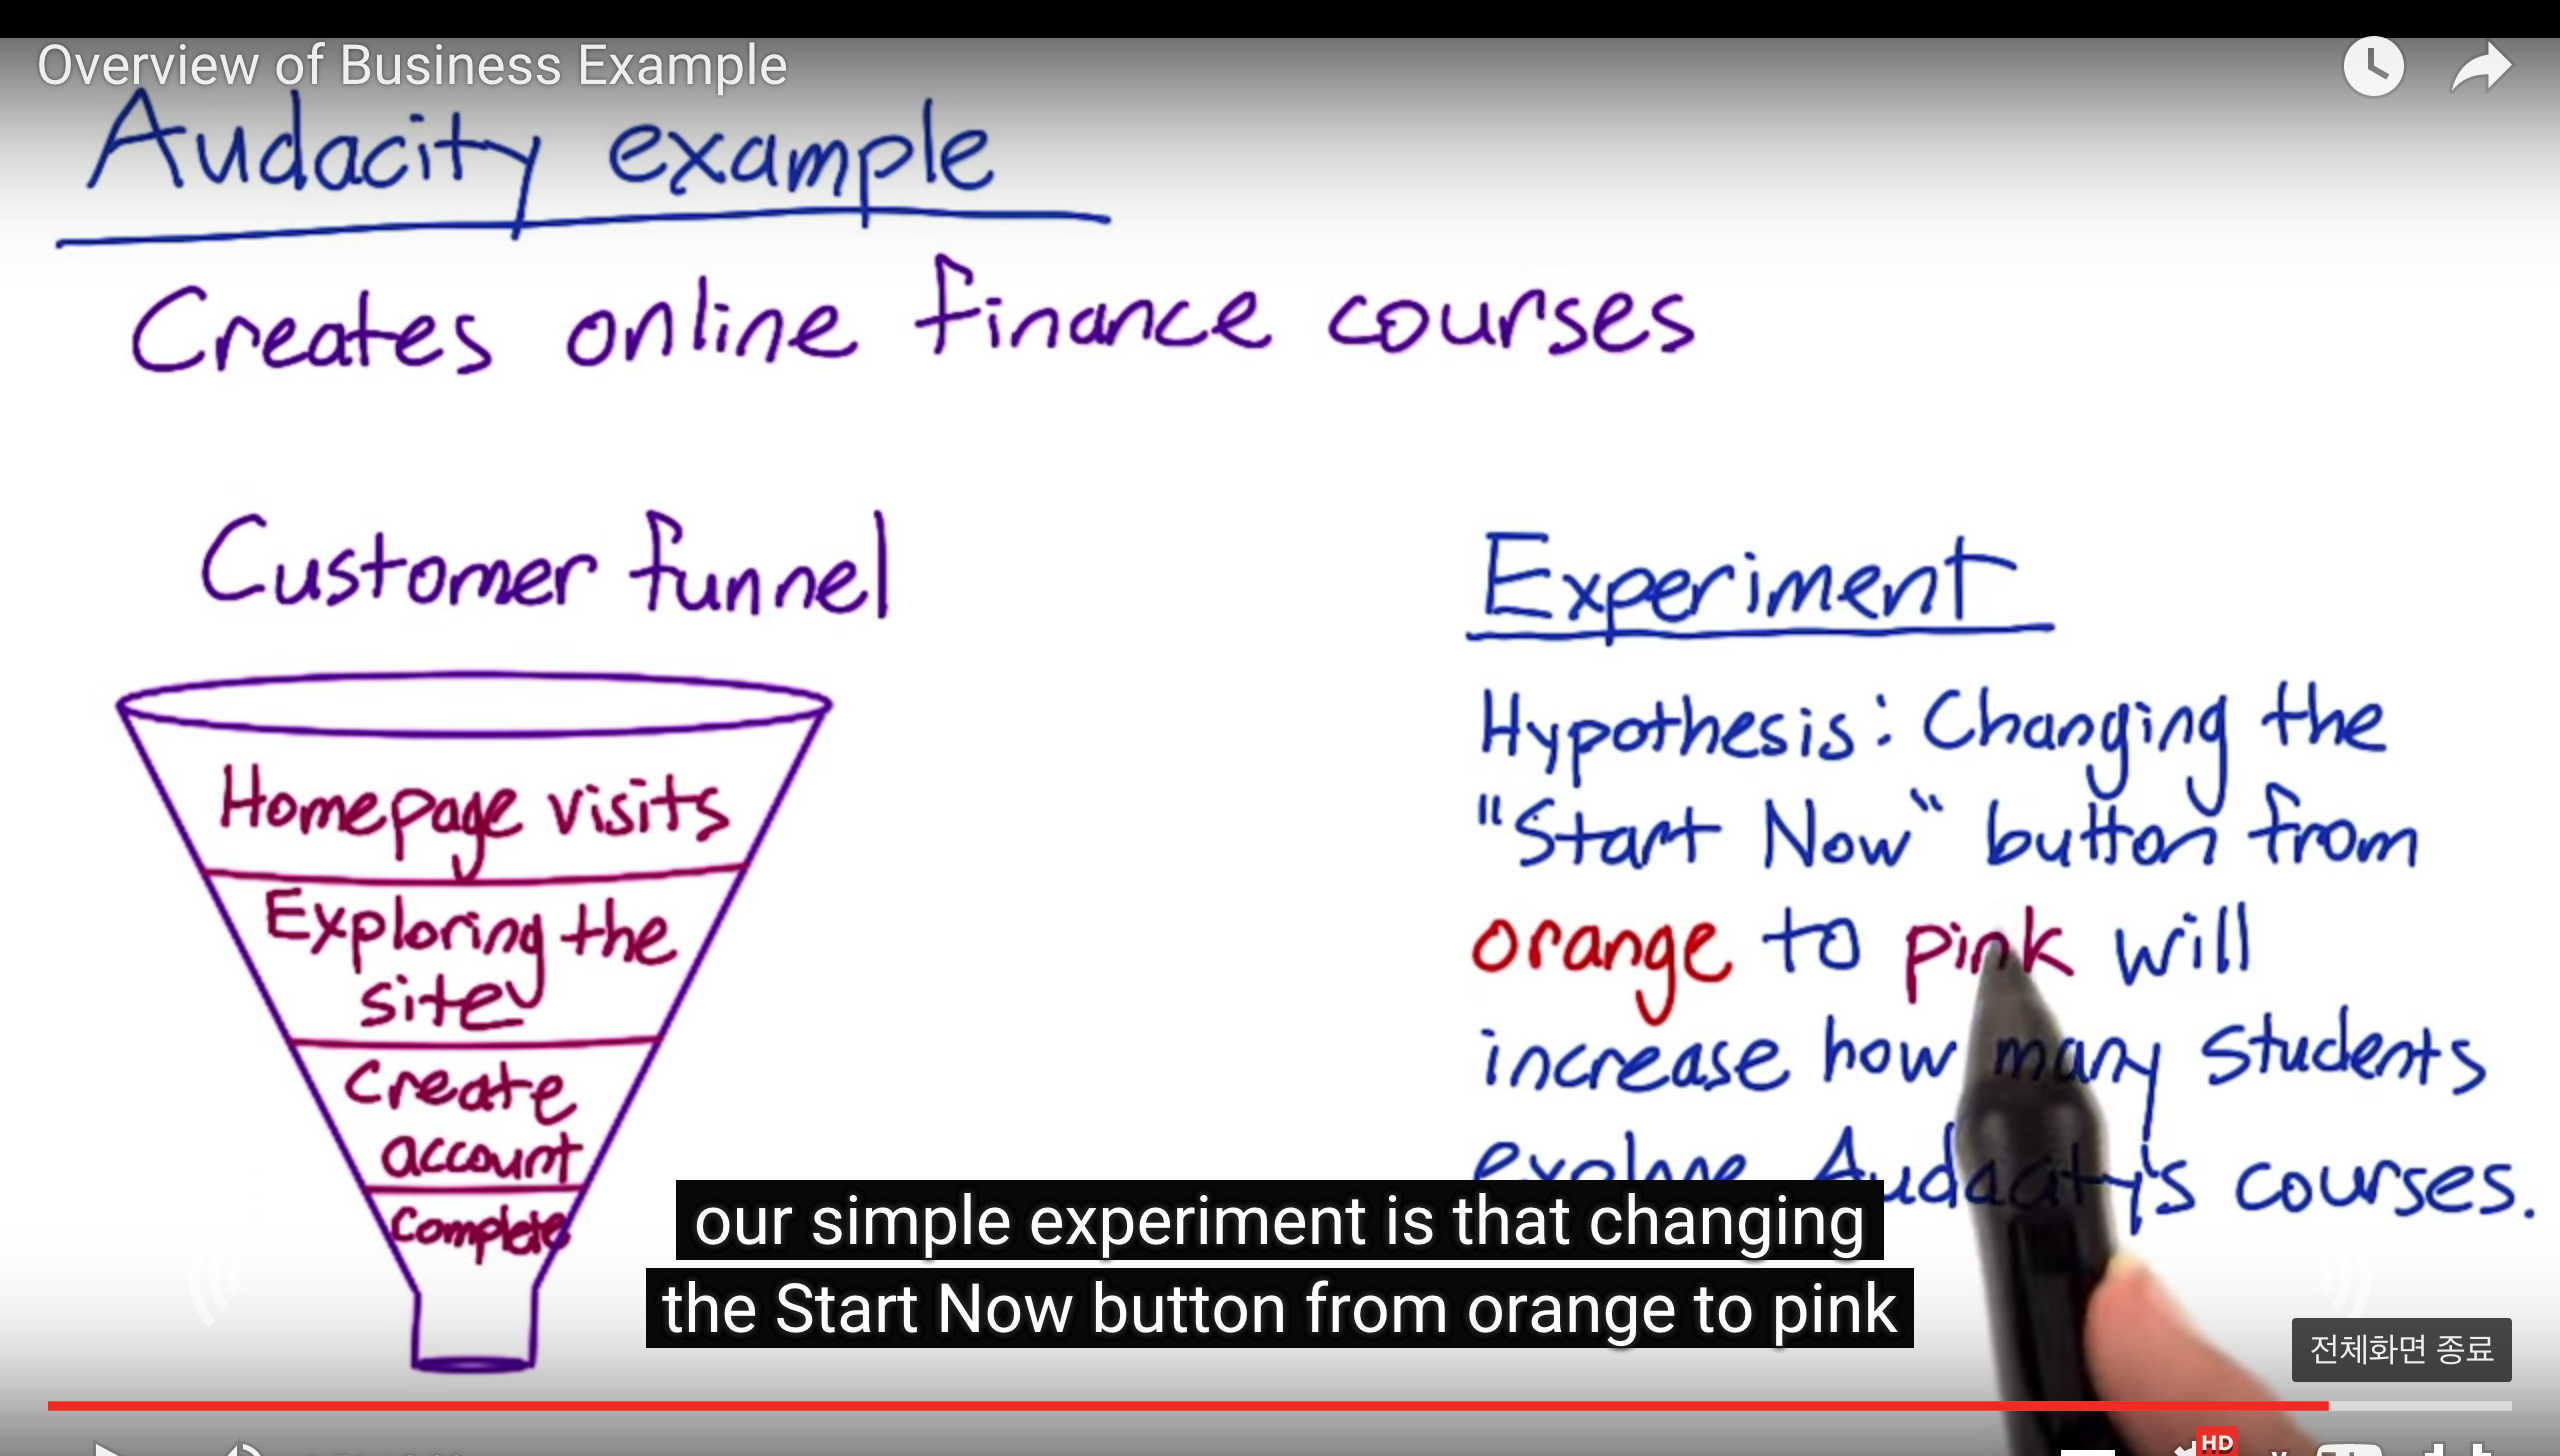 Overview of Business Example
Audacity example
Creates online finance courses
Customer funnel
Homepage visits
Exploring the
site
Create
account
Complete
Experiment
Hypothesis: Changing the
"Start Now" button from
orange to pink will
increase how many students
explore Audacity's courses.
our simple experiment is that changing
the Start Now button from orange to pink
전체화면 종료
HD